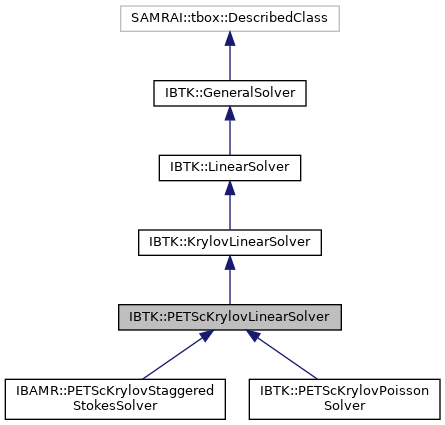 SAMRAI::tbox::DescribedClass
IBTK::GeneralSolver
IBTK::LinearSolver
IBTK::KrylovLinearSolver
IBTK::PETScKrylovLinearSolver
IBAMR::PETScKrylovStaggered
StokesSolver
IBTK::PETScKrylovPoisson
Solver